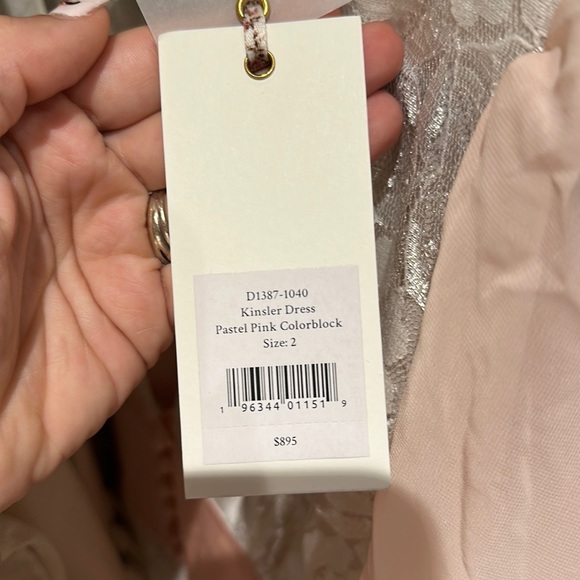 D1387-1040
Kinsler Dress
Pastel Pink Colorblock
Size: 2
1 96344 01151 9
$895